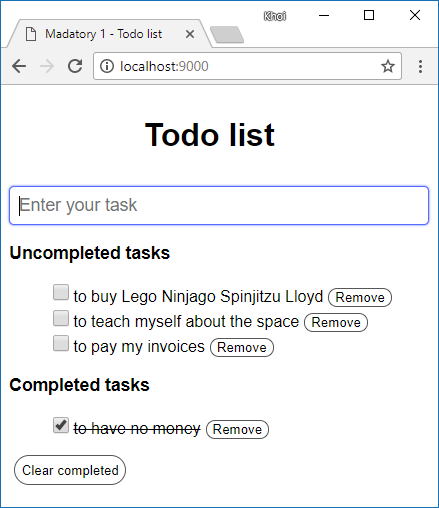 Khoi
Madatory 1 - Todo list
localhost:9000
Todo list
Enter your task
Uncompleted tasks
to buy Lego Ninjago Spinjitzu Lloyd Remove
to teach myself about the space Remove
to pay my invoices Remove
Completed tasks
to have no money Remove
Clear completed